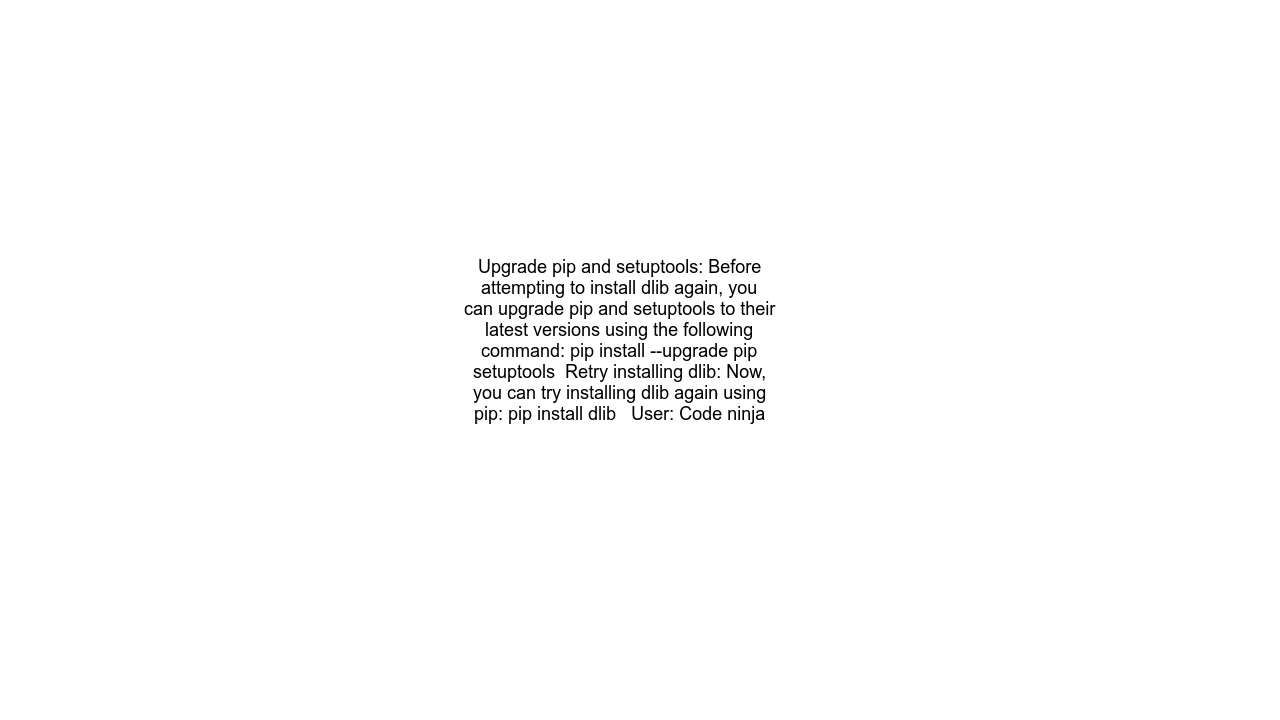 Upgrade pip and setuptools: Before
attempting to install dlib again, you
can upgrade pip and setuptools to their
latest versions using the following
command: pip install --upgrade pip
setuptools  Retry installing dlib: Now,
you can try installing dlib again using
pip: pip install dlib   User: Code ninja